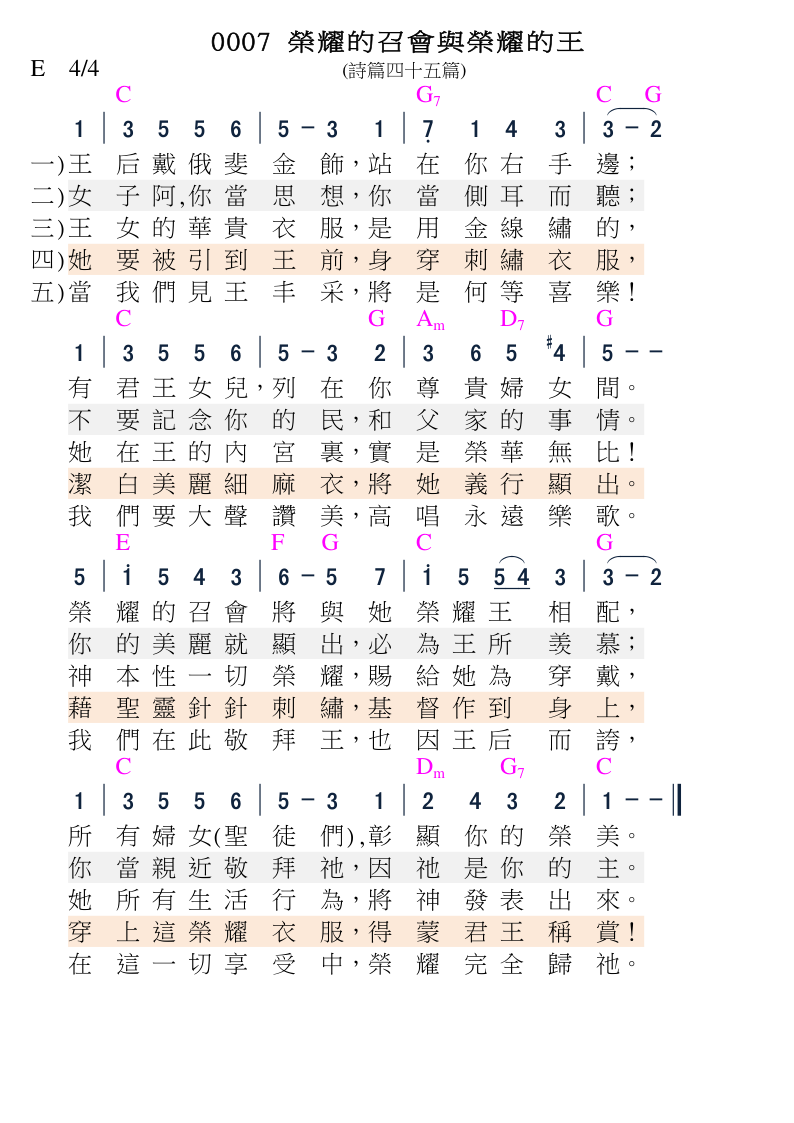 0007 榮耀的召會與榮耀的王
E 4/4 (詩篇四十五篇)
C G7 C G
1 | 3 5 5 6 | 5 - 3 1 | 7̣ 1 4 3 | 3 - 2
一)王后戴俄斐金飾,站在你右手邊;
二)女子阿,你當思想,你當側耳而聽;
三)王女的華貴衣服,是用金線繡的,
四)她要被引到王前,身穿刺繡衣服,
五)當我們見王丰采,將是何等喜樂!
C G Am D7 G
1 | 3 5 5 6 | 5 - 3 2 | 3 6 5 #4 | 5 - -
有君王女兒,列在你尊貴婦女間。
不要記念你的民,和父家的事情。
她在王的內宮裏,實是榮華無比!
潔白美麗細麻衣,將她義行顯出。
我們要大聲讚美,高唱永遠樂歌。
E F G C G
5 | i 5 4 3 | 6 - 5 7 | i 5 5 4 3 | 3 - 2
榮耀的召會將與她榮耀王相配,
你的美麗就顯出,必為王所羨慕;
神本性一切榮耀,賜給她為穿戴,
藉聖靈針針刺繡,基督作到身上,
我們在此敬拜王,也因王后而誇,
C Dm G7 C
1 | 3 5 5 6 | 5 - 3 1 | 2 4 3 2 | 1 - -
所有婦女(聖徒們),彰顯你的榮美。
你當親近敬拜祂,因祂是你的主。
她所有生活行為,將神發表出來。
穿上這榮耀衣服,得蒙君王稱賞!
在這一切享受中,榮耀完全歸祂。